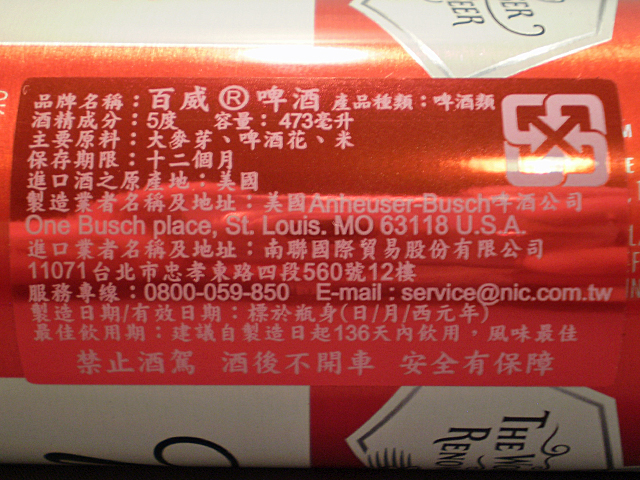 品牌名稱：百威®啤酒 產品種類：啤酒類
酒精成分：5度 容量：473毫升
主要原料：大麥芽、啤酒花、米
保存期限：十二個月
進口酒之原產地：美國
製造業者名稱及地址：美國Anheuser-Busch啤酒公司
One Busch place, St. Louis. MO 63118 U.S.A.
進口業者名稱及地址：南聯國際貿易股份有限公司
11071台北市忠孝東路四段560號12樓
服務專線：0800-059-850 E-mail : service@nic.com.tw
製造日期/有效日期：標於瓶身(日/月/西元年)
最佳飲用期：建議自製造日起136天內飲用，風味最佳
禁止酒駕 酒後不開車 安全有保障
BEER
THE W
RENO